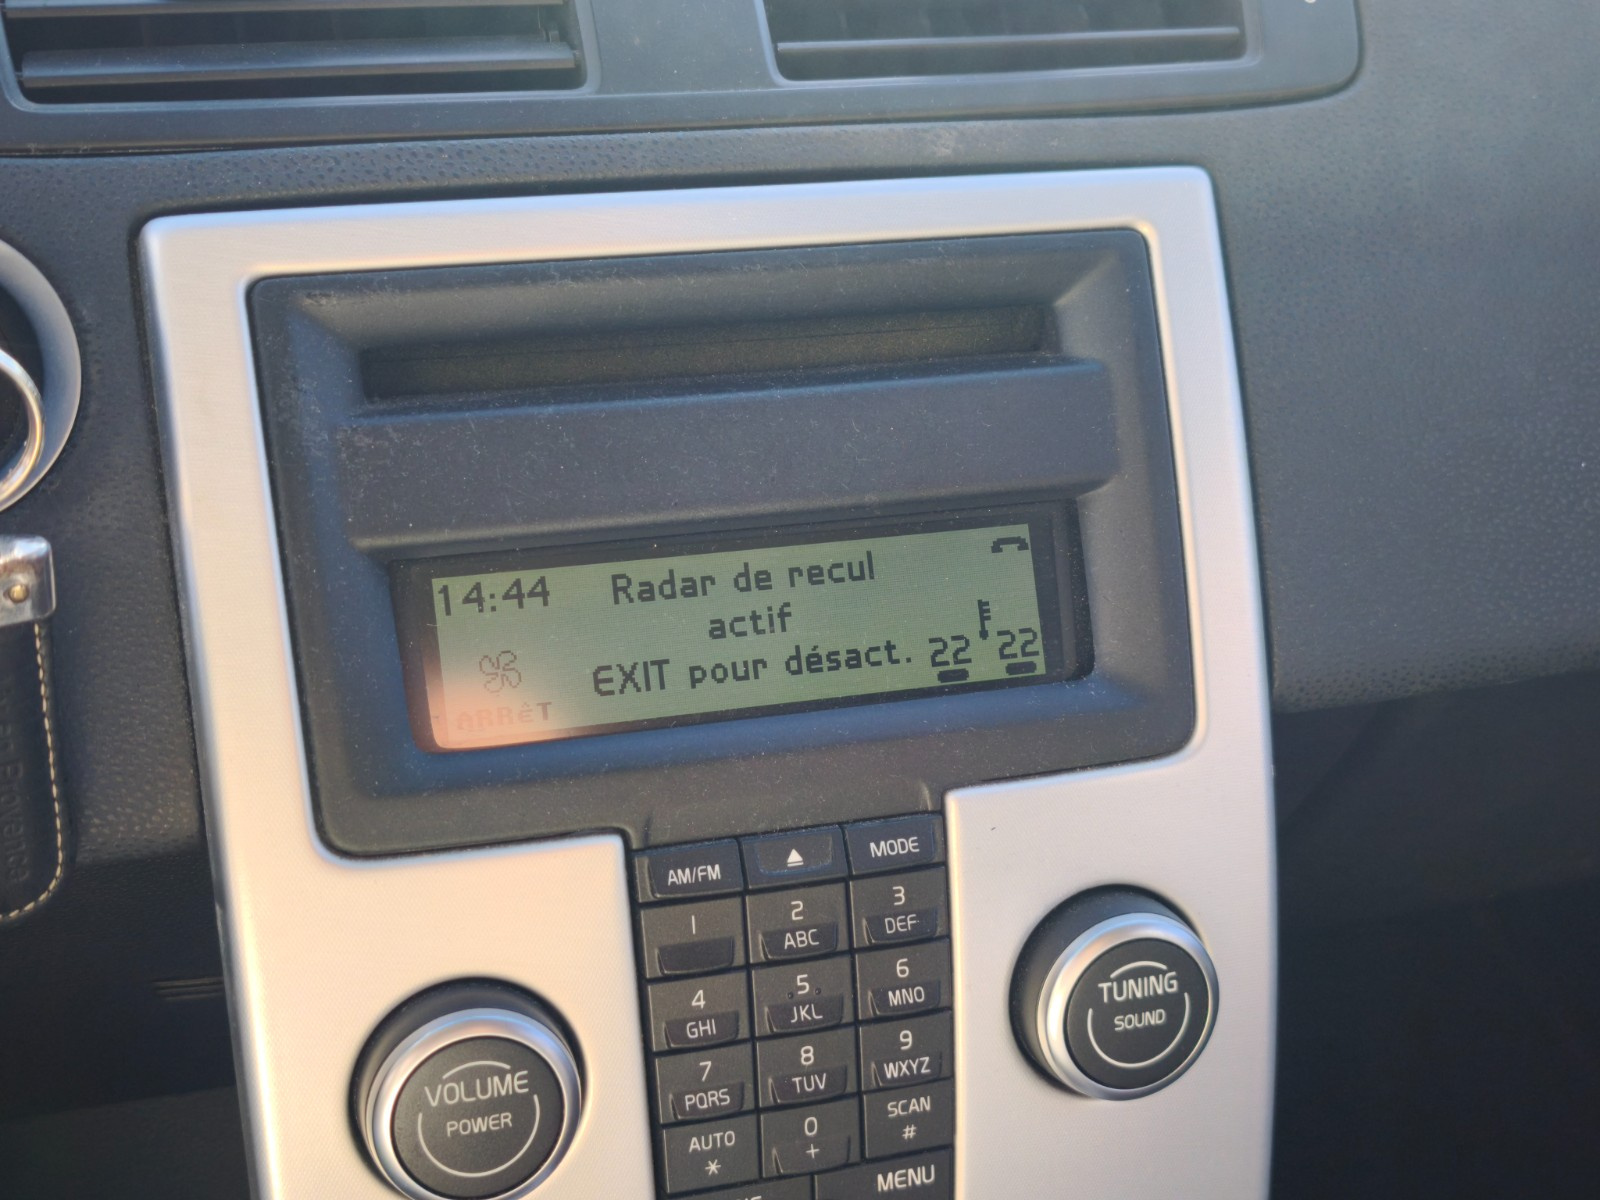 14:44 Radar de recul
actif
EXIT pour désact. 22 22
ARRêT
AM/FM MODE
1 2 ABC 3 DEF
4 GHI 5 JKL 6 MNO
7 PQRS 8 TUV 9 WXYZ
AUTO * 0 + SCAN #
MENU
VOLUME
POWER
TUNING
SOUND